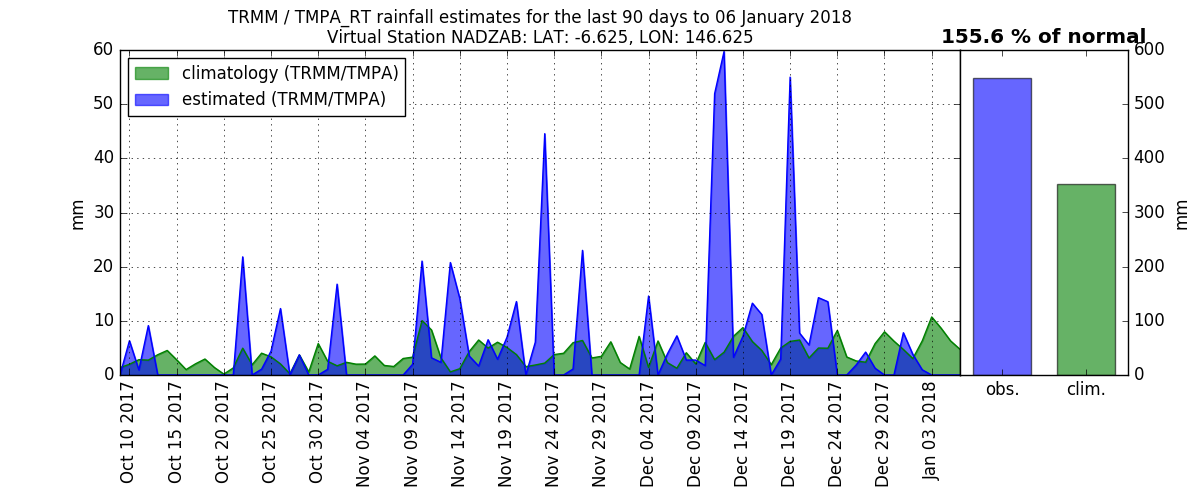 TRMM / TMPA_RT rainfall estimates for the last 90 days to 06 January 2018
Virtual Station NADZAB: LAT: -6.625, LON: 146.625
155.6 % of normal
climatology (TRMM/TMPA)
estimated (TRMM/TMPA)
mm
60
50
40
30
20
10
0
Oct 10 2017
Oct 15 2017
Oct 20 2017
Oct 25 2017
Oct 30 2017
Nov 04 2017
Nov 09 2017
Nov 14 2017
Nov 19 2017
Nov 24 2017
Nov 29 2017
Dec 04 2017
Dec 09 2017
Dec 14 2017
Dec 19 2017
Dec 24 2017
Dec 29 2017
Jan 03 2018
600
500
400
300
200
100
0
mm
obs.
clim.